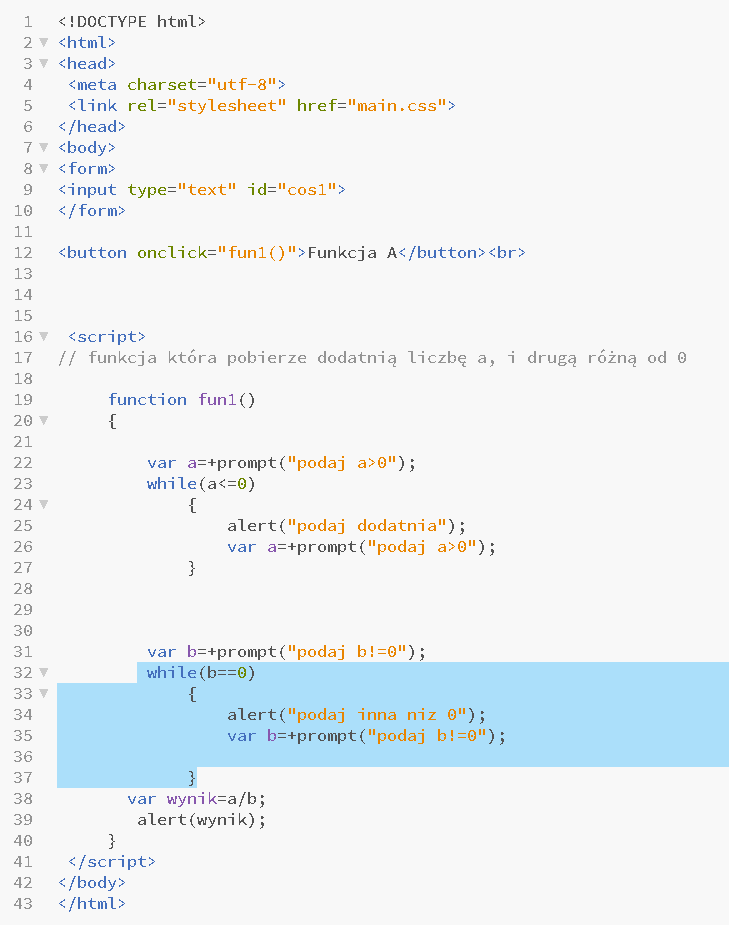 1 <!DOCTYPE html>
2 <html>
3 <head>
4 <meta charset="utf-8">
5 <link rel="stylesheet" href="main.css">
6 </head>
7 <body>
8 <form>
9 <input type="text" id="cos1">
10 </form>
11
12 <button onclick="fun1()">Funkcja A</button><br>
13
14
15
16 <script>
17 // funkcja która pobierze dodatnią liczbę a, i drugą różną od 0
18
19 function fun1()
20 {
21
22 var a=+prompt("podaj a>0");
23 while(a<=0)
24 {
25 alert("podaj dodatnia");
26 var a=+prompt("podaj a>0");
27 }
28
29
30
31 var b=+prompt("podaj b!=0");
32 while(b==0)
33 {
34 alert("podaj inna niz 0");
35 var b=+prompt("podaj b!=0");
36
37 }
38 var wynik=a/b;
39 alert(wynik);
40 }
41 </script>
42 </body>
43 </html>